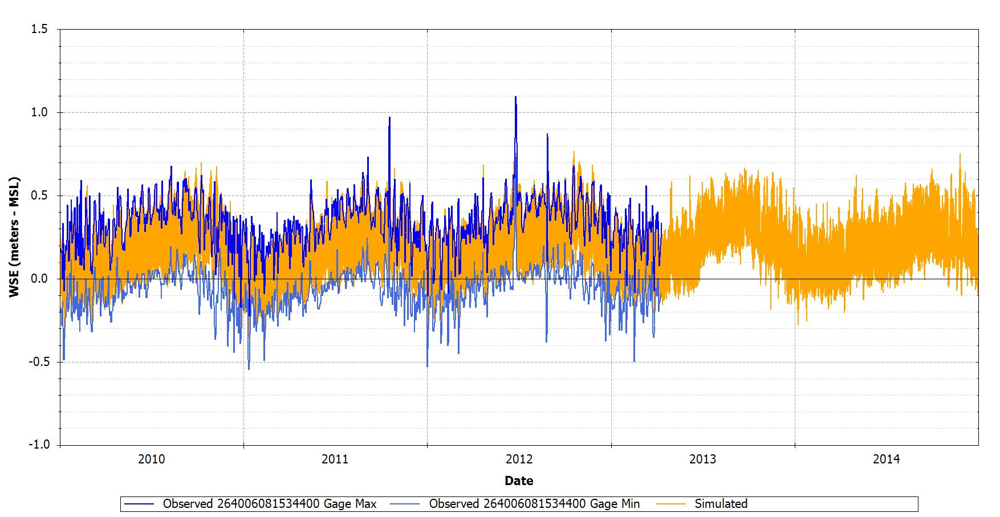 1.5
1.0
0.5
0.0
-0.5
-1.0
WSE (meters - MSL)
2010 2011 2012 2013 2014
Date
Observed 264006081534400 Gage Max Observed 264006081534400 Gage Min Simulated